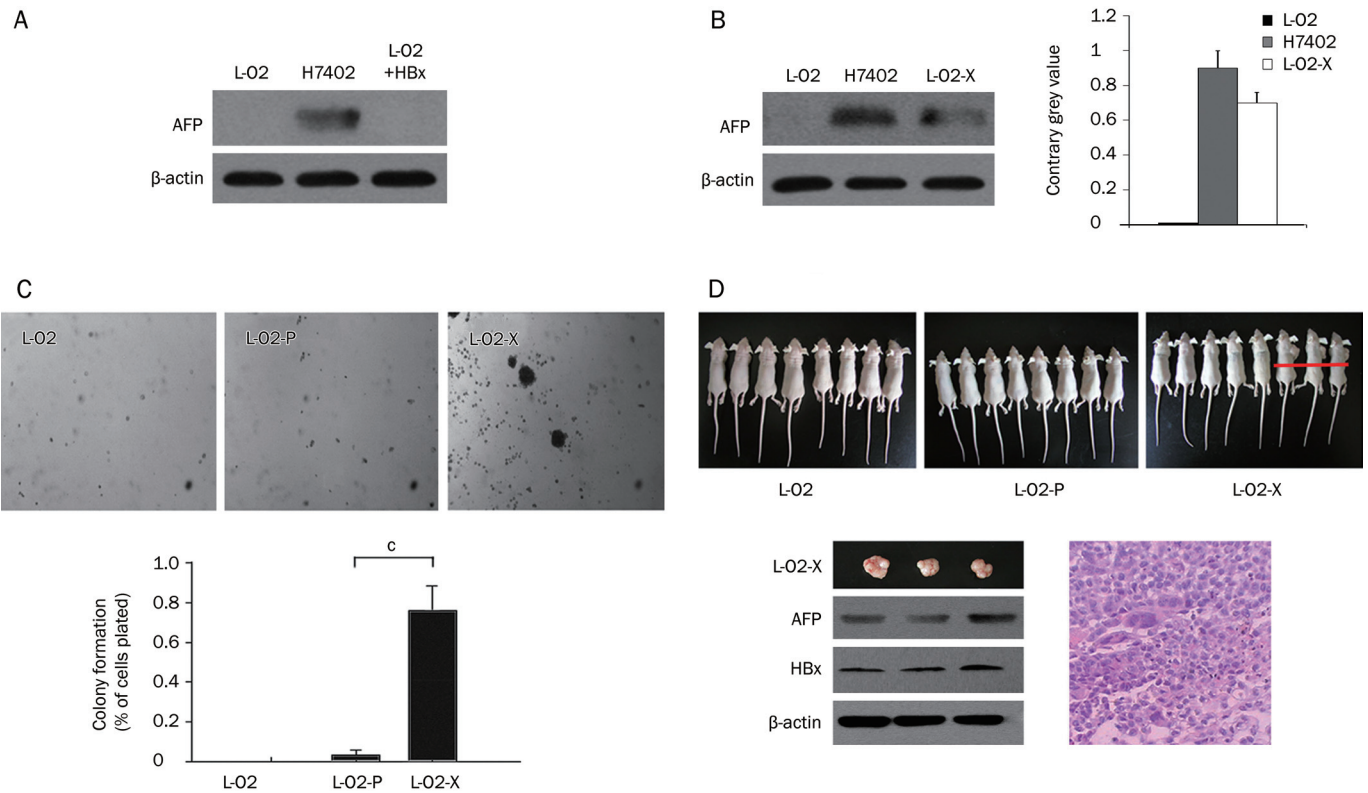 A
L-O2
H7402
L-O2
+HBx
AFP
β-actin
B
L-O2
H7402
L-O2-X
AFP
β-actin
Contrary grey value
1.2
1
0.8
0.6
0.4
0.2
0
L-O2
H7402
L-O2-X
C
L-O2
L-O2-P
L-O2-X
Colony formation
(% of cells plated)
1.0
0.8
0.6
0.4
0.2
0
c
L-O2
L-O2-P
L-O2-X
D
L-O2
L-O2-P
L-O2-X
L-O2-X
AFP
HBx
β-actin